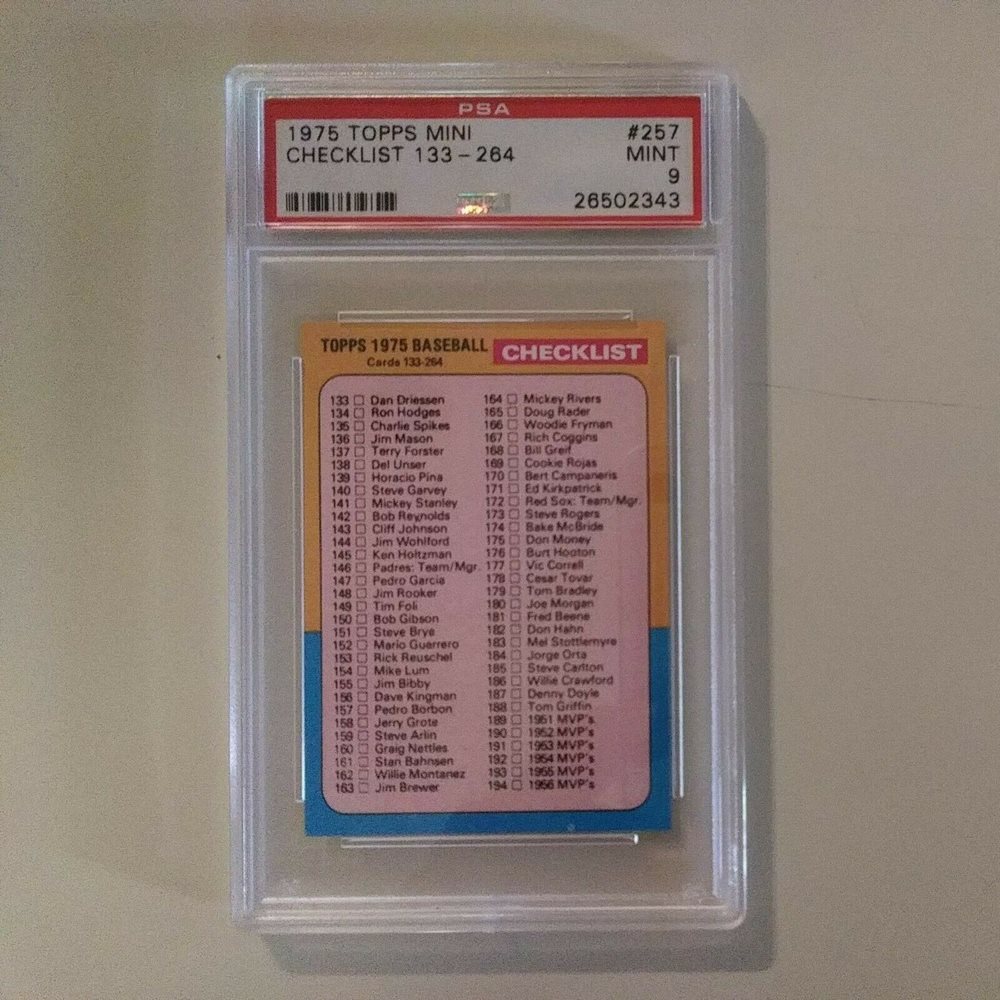 PSA
1975 TOPPS MINI #257
CHECKLIST 133-264 MINT
9
26502343
TOPPS 1975 BASEBALL CHECKLIST
Cards 133-264
133 Dan Driessen
134 Ron Hodges
135 Charlie Spikes
136 Jim Mason
137 Terry Forster
138 Del Unser
139 Horacio Pina
140 Steve Garvey
141 Mickey Stanley
142 Bob Reynolds
143 Cliff Johnson
144 Jim Wohlford
145 Ken Holtzman
146 Padres: Team/Mgr.
147 Pedro Garcia
148 Jim Rooker
149 Tim Foli
150 Bob Gibson
151 Steve Brye
152 Mario Guerrero
153 Rick Reuschel
154 Mike Lum
155 Jim Bibby
156 Dave Kingman
157 Pedro Borbon
158 Jerry Grote
159 Steve Arlin
160 Graig Nettles
161 Stan Bahnsen
162 Willie Montanez
163 Jim Brewer
164 Mickey Rivers
165 Doug Rader
166 Woodie Fryman
167 Rich Coggins
168 Bill Greif
169 Cookie Rojas
170 Bert Campaneris
171 Ed Kirkpatrick
172 Red Sox: Team/Mgr.
173 Steve Rogers
174 Bake McBride
175 Don Money
176 Burt Hooton
177 Vic Correll
178 Cesar Tovar
179 Tom Bradley
180 Joe Morgan
181 Fred Beene
182 Don Hahn
183 Mel Stottlemyre
184 Jorge Orta
185 Steve Carlton
186 Willie Crawford
187 Denny Doyle
188 Tom Griffin
189 1951 MVP's
190 1952 MVP's
191 1953 MVP's
192 1954 MVP's
193 1955 MVP's
194 1956 MVP's